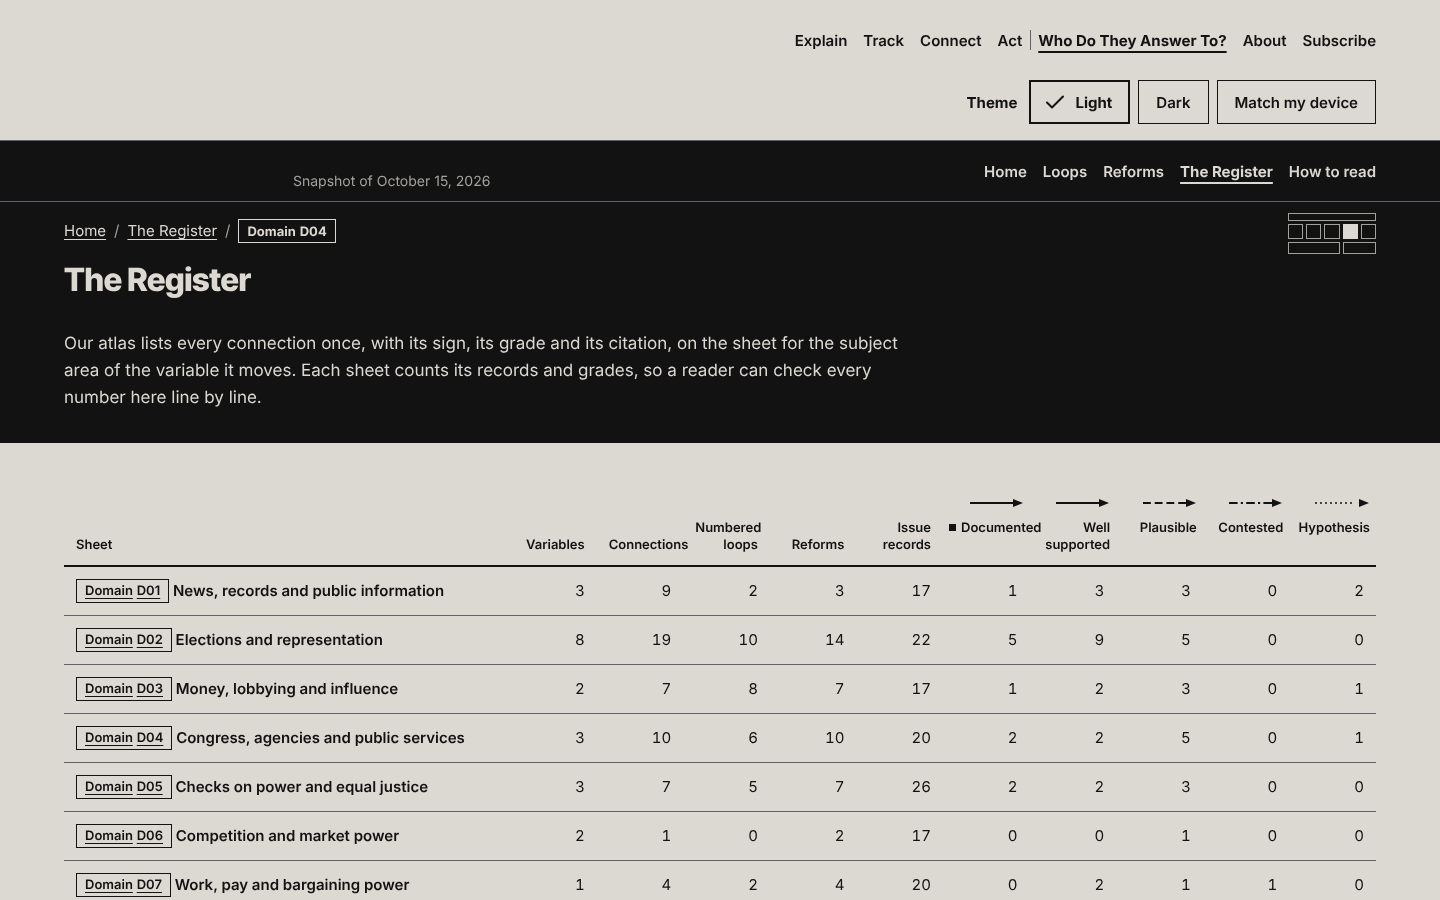 Explain Track Connect Act Who Do They Answer To? About Subscribe
Theme Light Dark Match my device
Snapshot of October 15, 2026
Home Loops Reforms The Register How to read
Home / The Register / Domain D04
The Register
Our atlas lists every connection once, with its sign, its grade and its citation, on the sheet for the subject
area of the variable it moves. Each sheet counts its records and grades, so a reader can check every
number here line by line.
Sheet Variables Connections Numbered loops Reforms Issue records Documented Well supported Plausible Contested Hypothesis
Domain D01 News, records and public information 3 9 2 3 17 1 3 3 0 2
Domain D02 Elections and representation 8 19 10 14 22 5 9 5 0 0
Domain D03 Money, lobbying and influence 2 7 8 7 17 1 2 3 0 1
Domain D04 Congress, agencies and public services 3 10 6 10 20 2 2 5 0 1
Domain D05 Checks on power and equal justice 3 7 5 7 26 2 2 3 0 0
Domain D06 Competition and market power 2 1 0 2 17 0 0 1 0 0
Domain D07 Work, pay and bargaining power 1 4 2 4 20 0 2 1 1 0